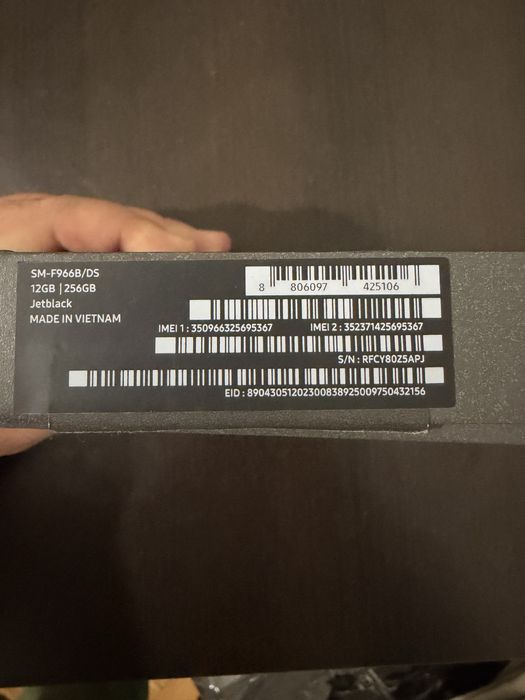 SM-F966B/DS
12GB | 256GB
Jetblack
MADE IN VIETNAM
8 806097 425106
IMEI 1 : 350966325695367 IMEI 2 : 352371425695367
S/N : RFCY80Z5APJ
EID : 89043051202300838925009750432156